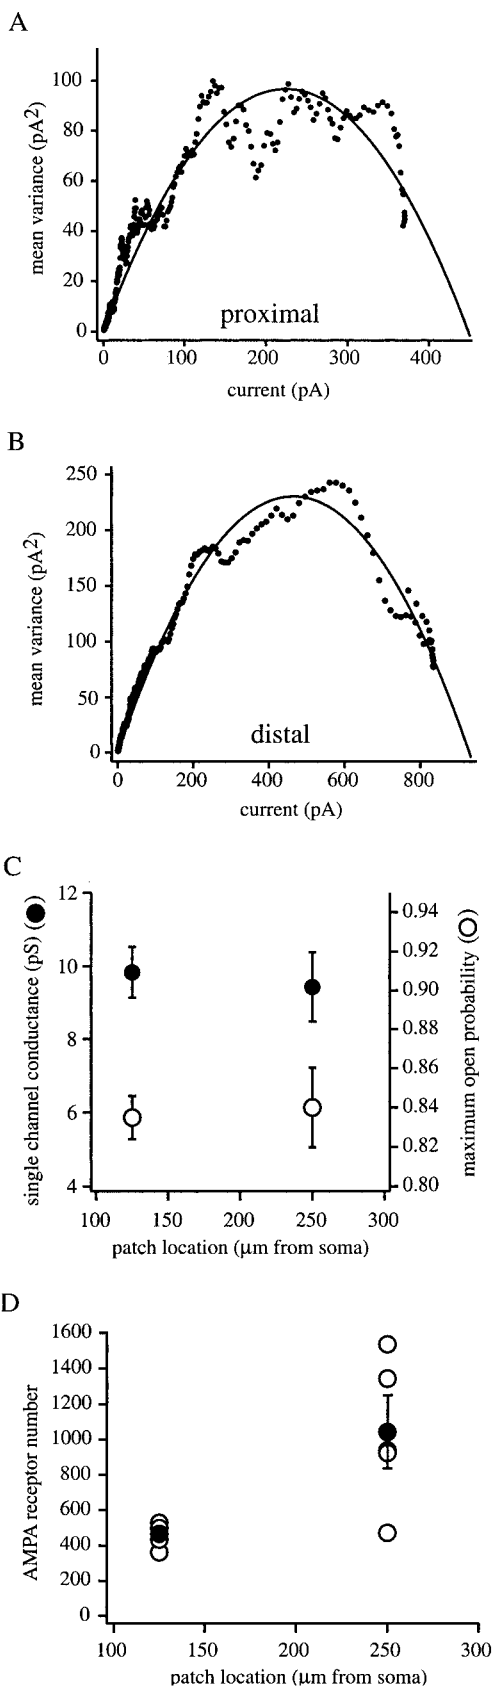 A
mean variance (pA2)
100
80
60
40
20
0
proximal
0 100 200 300 400
current (pA)
B
mean variance (pA2)
250
200
150
100
50
0
distal
0 200 400 600 800
current (pA)
C
single channel conductance (pS) ( )
12
10
8
6
4
maximum open probability ( )
0.94
0.92
0.90
0.88
0.86
0.84
0.82
0.80
100 150 200 250 300
patch location (μm from soma)
D
AMPA receptor number
1600
1400
1200
1000
800
600
400
200
0
100 150 200 250 300
patch location (μm from soma)